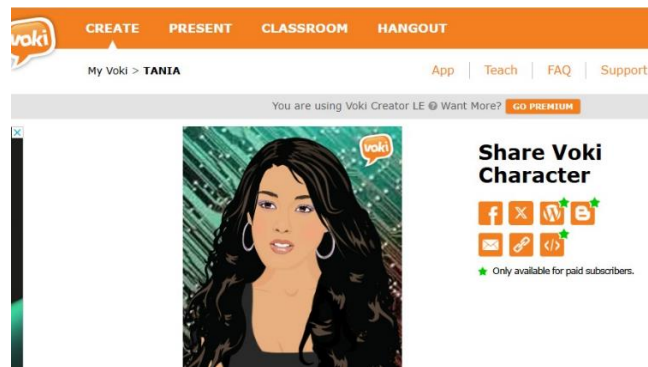 voki
CREATE PRESENT CLASSROOM HANGOUT
My Voki > TANIA
App Teach FAQ Support
You are using Voki Creator LE ? Want More? GO PREMIUM
voki
Share Voki
Character
Only available for paid subscribers.